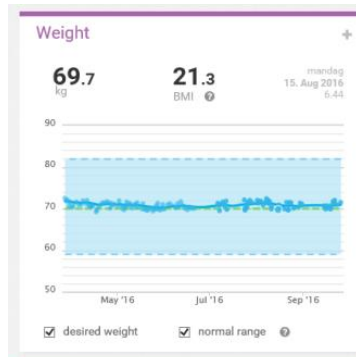 Weight +
69.7 21.3 mandag
kg BMI ? 15. Aug 2016
6.44
90
80
70
60
50
May '16 Jul '16 Sep '16
desired weight normal range ?